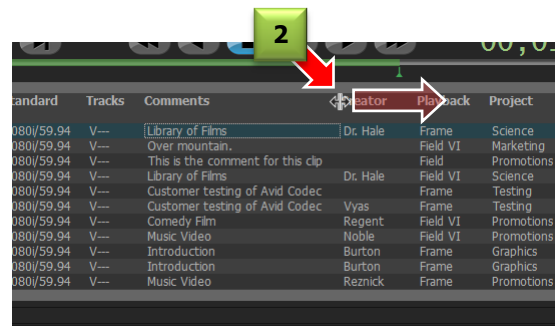 2
00;0
tandard Tracks Comments Creator Playback Project
080i/59.94 V--- Library of Films Dr. Hale Frame Science
080i/59.94 V--- Over mountain. Field VI Marketing
080i/59.94 V--- This is the comment for this clip Field Promotions
080i/59.94 V--- Library of Films Dr. Hale Field VI Science
080i/59.94 V--- Customer testing of Avid Codec Frame Testing
080i/59.94 V--- Customer testing of Avid Codec Vyas Frame Testing
080i/59.94 V--- Comedy Film Regent Field VI Promotions
080i/59.94 V--- Music Video Noble Field VI Promotions
080i/59.94 V--- Introduction Burton Frame Graphics
080i/59.94 V--- Introduction Burton Frame Graphics
080i/59.94 V--- Music Video Reznick Frame Promotions